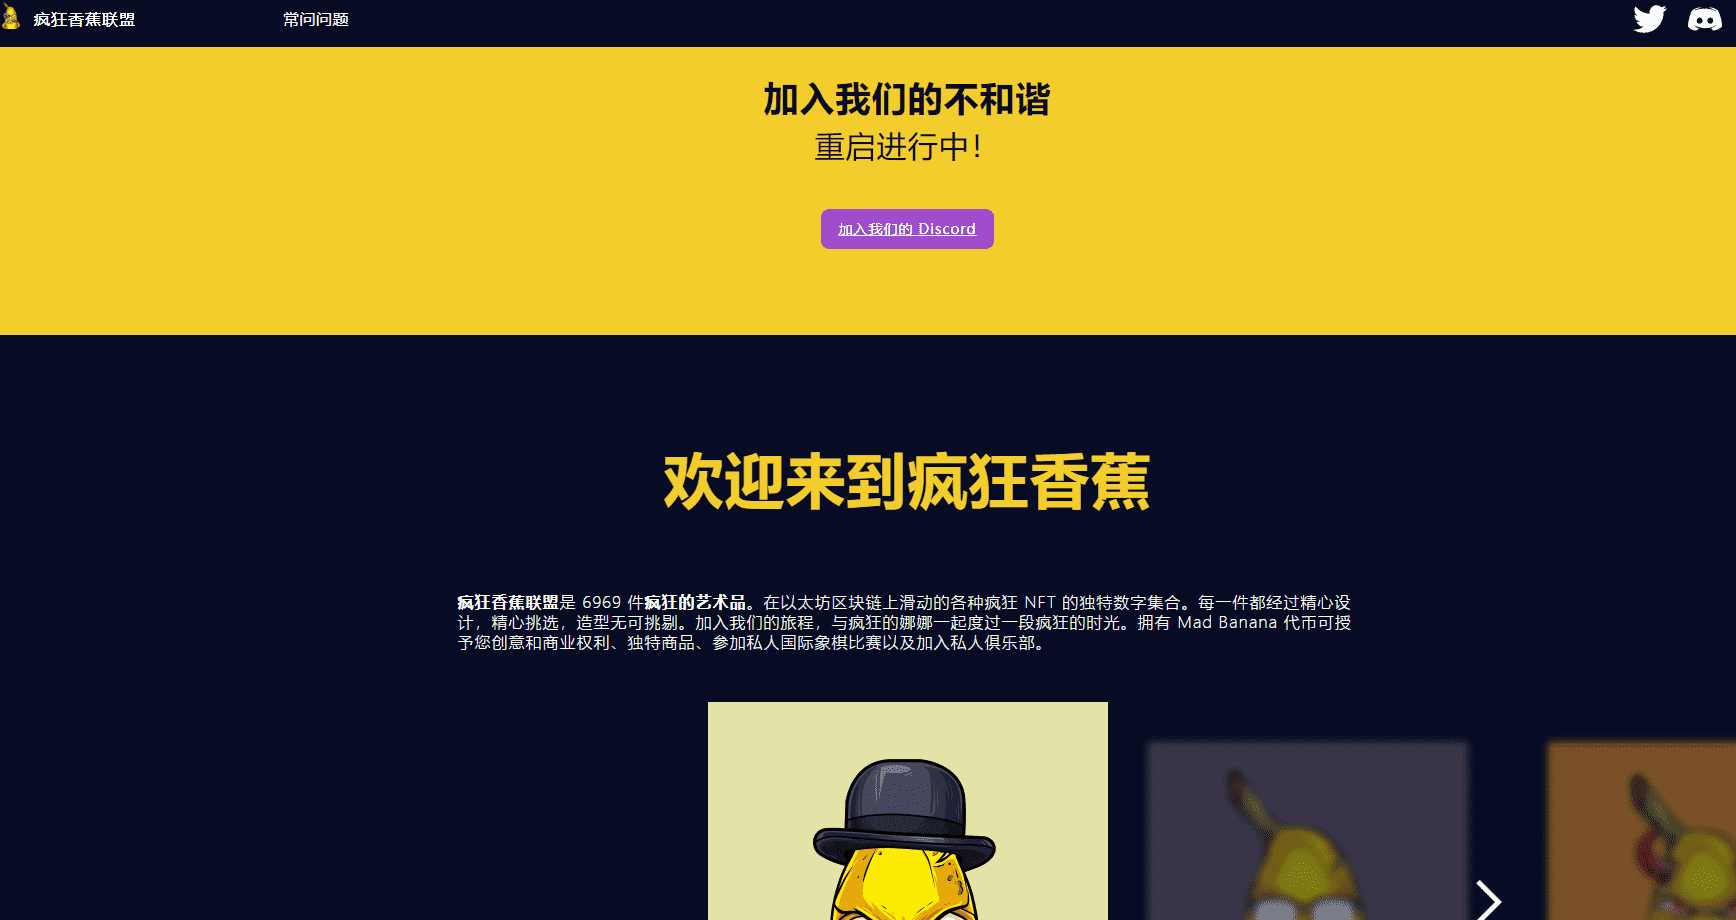 疯狂香蕉联盟
常问问题
加入我们的不和谐
重启进行中！
加入我们的 Discord
欢迎来到疯狂香蕉
疯狂香蕉联盟是 6969 件疯狂的艺术品。在以太坊区块链上滑动的各种疯狂 NFT 的独特数字集合。每一件都经过精心设
计，精心挑选，造型无可挑剔。加入我们的旅程，与疯狂的娜娜一起度过一段疯狂的时光。拥有 Mad Banana 代币可授
予您创意和商业权利、独特商品、参加私人国际象棋比赛以及加入私人俱乐部。